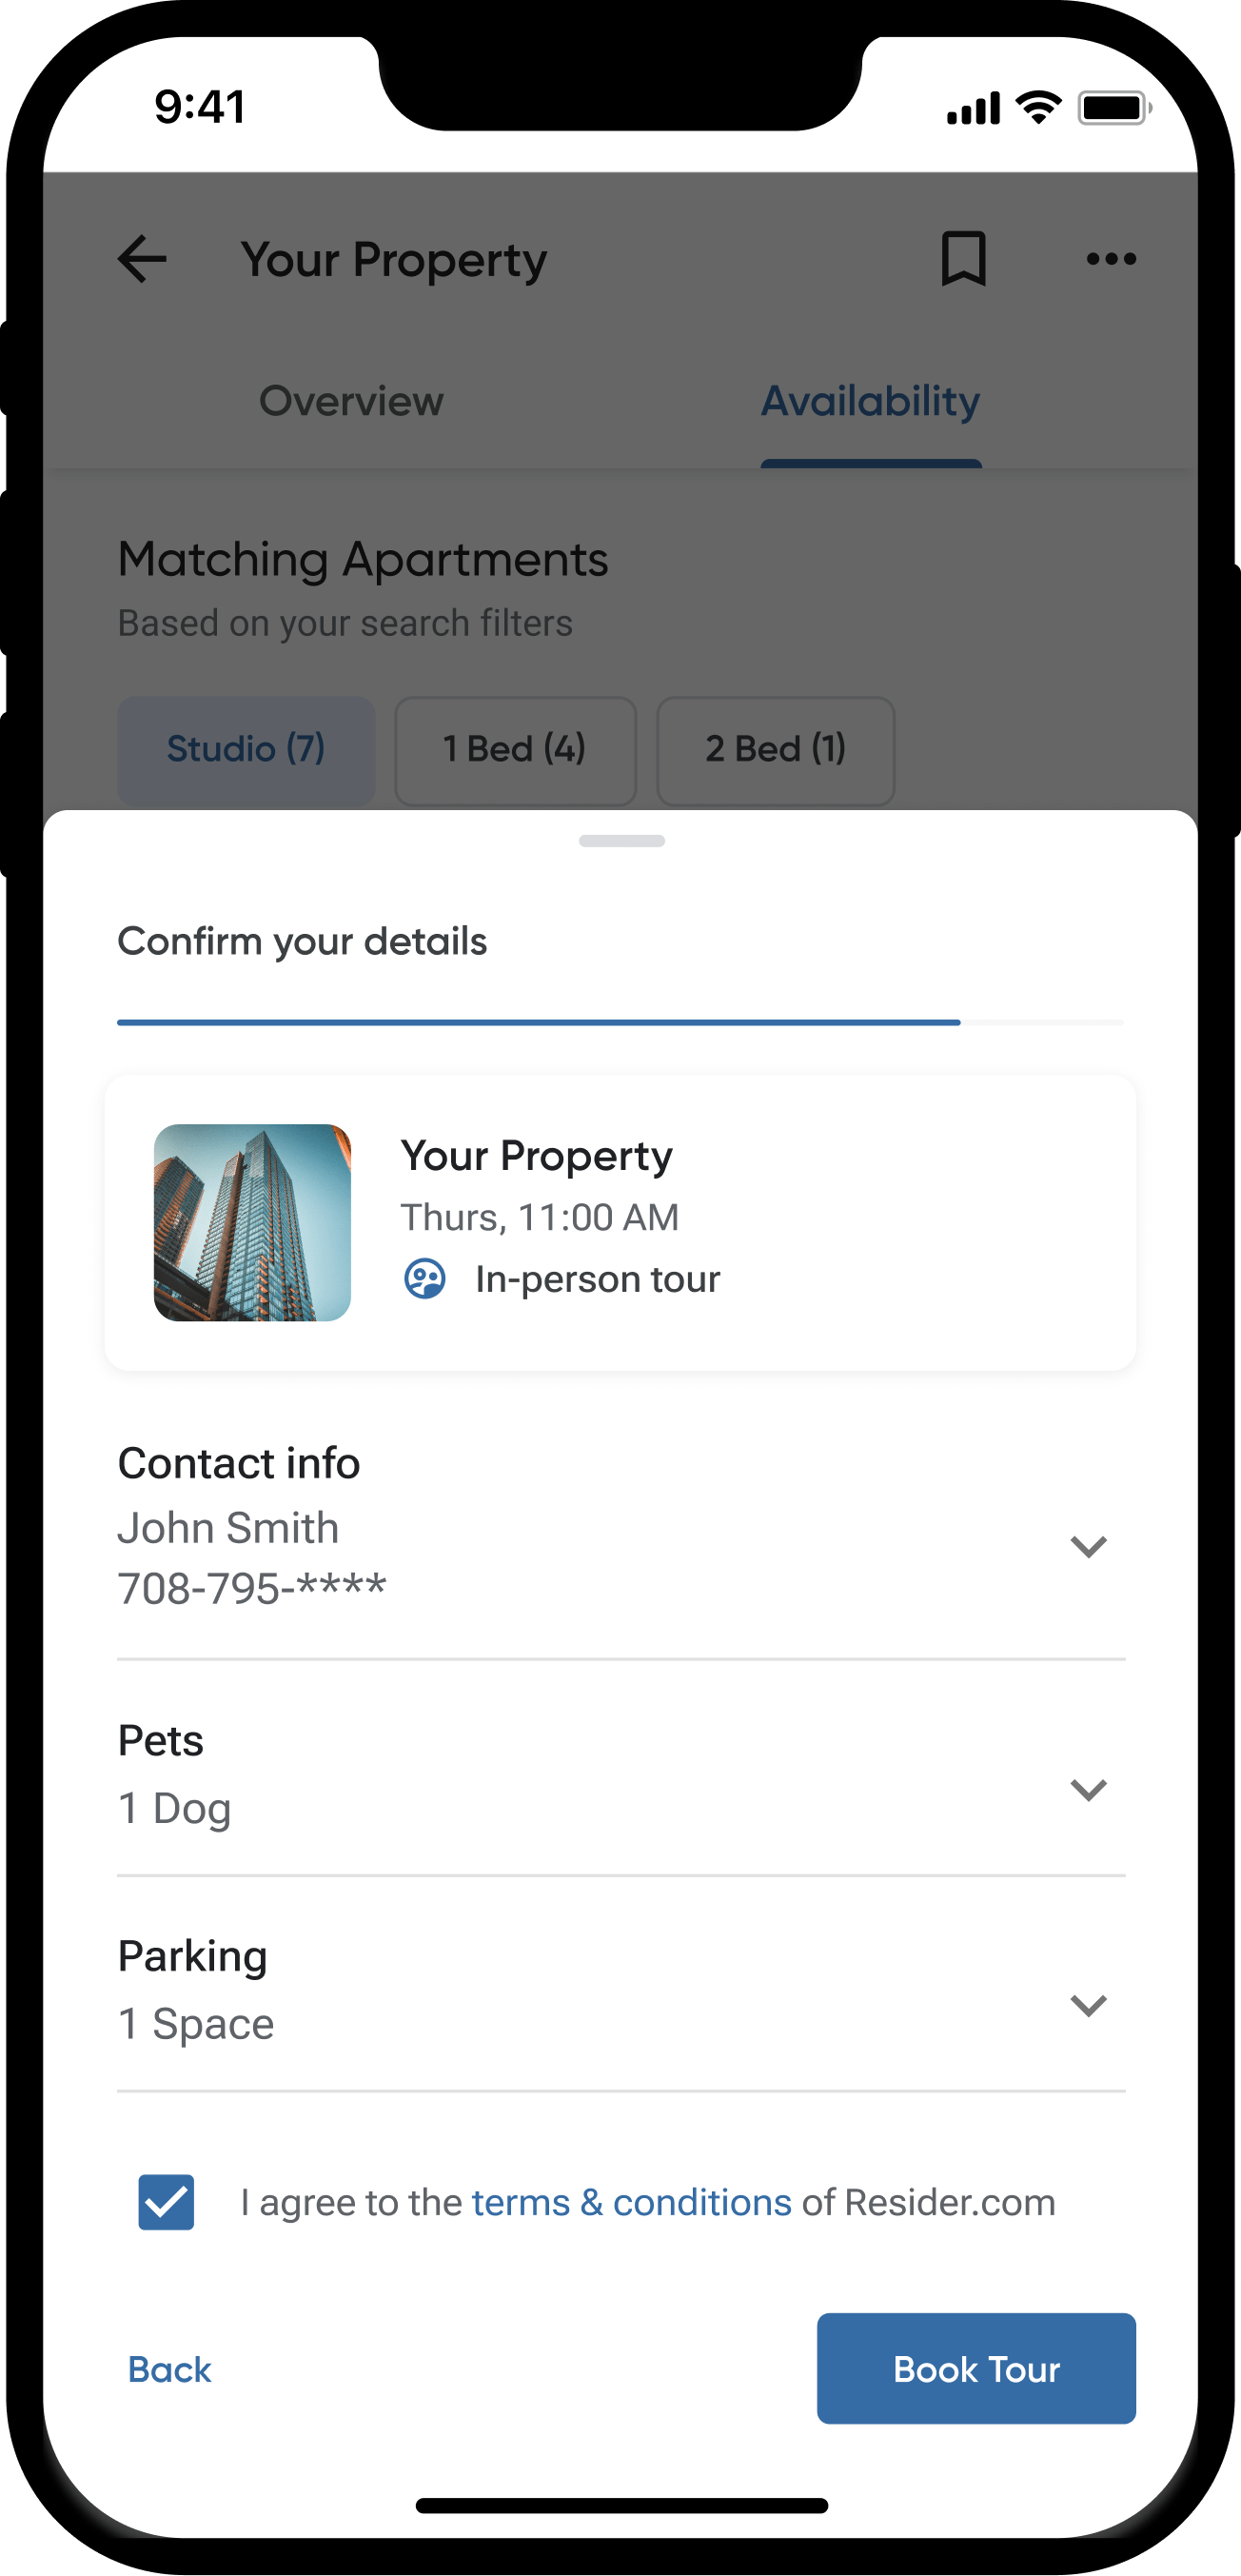 9:41
Your Property
Overview
Availability
Matching Apartments
Based on your search filters
Studio (7)
1 Bed (4)
2 Bed (1)
Confirm your details
Your Property
Thurs, 11:00 AM
In-person tour
Contact info
John Smith
708-795-****
Pets
1 Dog
Parking
1 Space
I agree to the terms & conditions of Resider.com
Back
Book Tour